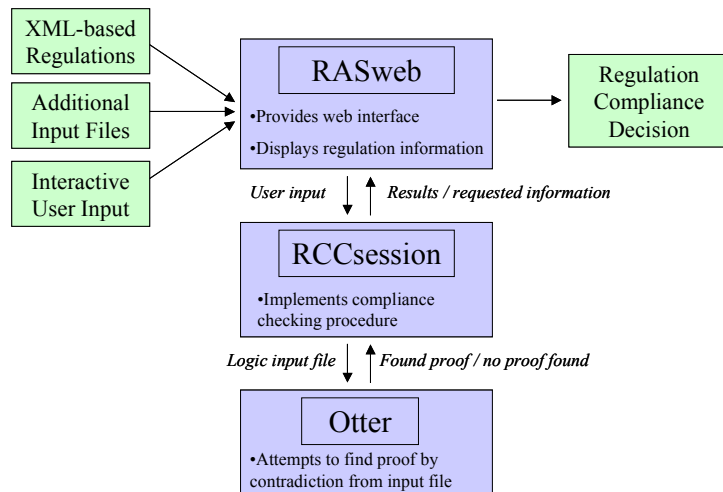 XML-based
Regulations
Additional
Input Files
Interactive
User Input
RASweb
•Provides web interface
•Displays regulation information
Regulation
Compliance
Decision
User input
Results / requested information
RCCsession
•Implements compliance
checking procedure
Logic input file
Found proof / no proof found
Otter
•Attempts to find proof by
contradiction from input file